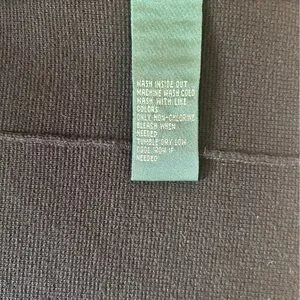 WASH INSIDE OUT
MACHINE WASH COLD
WASH WITH LIKE
COLORS
ONLY NON-CHLORINE
BLEACH WHEN
NEEDED
TUMBLE DRY LOW
COOL IRON IF
NEEDED